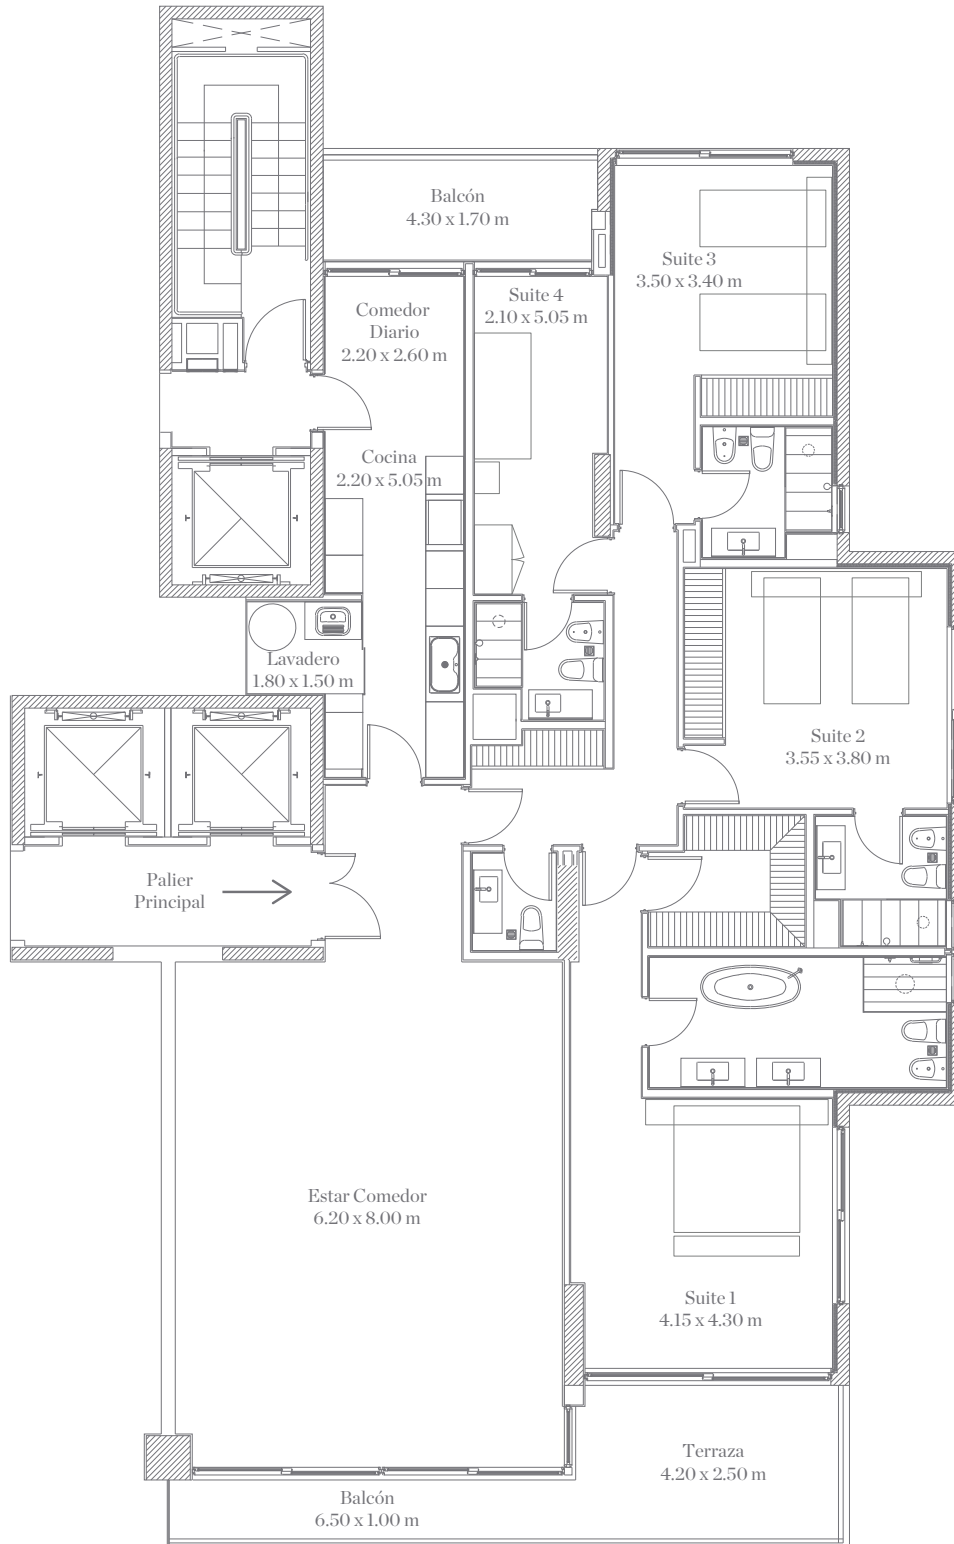 Balcón
4.30 x 1.70 m
Suite 3
3.50 x 3.40 m
Suite 4
2.10 x 5.05 m
Comedor
Diario
2.20 x 2.60 m
Cocina
2.20 x 5.05 m
Lavadero
1.80 x 1.50 m
Suite 2
3.55 x 3.80 m
Palier
Principal
Estar Comedor
6.20 x 8.00 m
Suite 1
4.15 x 4.30 m
Terraza
4.20 x 2.50 m
Balcón
6.50 x 1.00 m